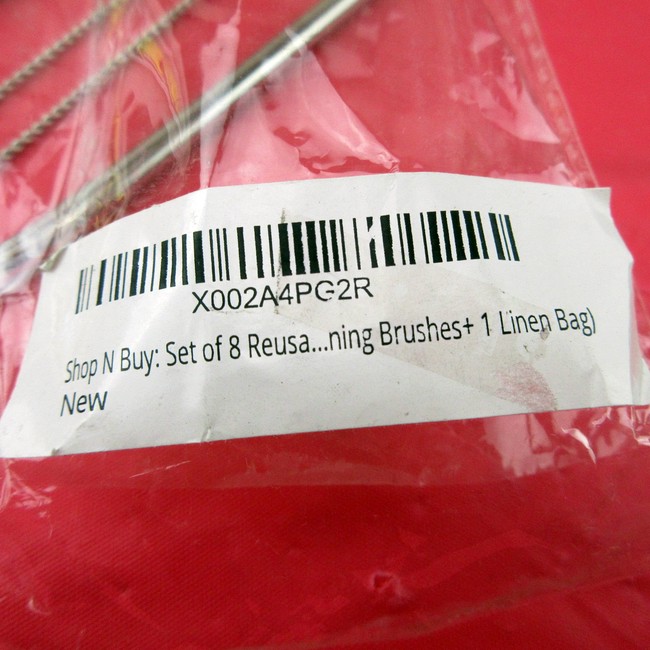 X002A4PG2R
Shop N Buy: Set of 8 Reusa...ning Brushes+ 1 Linen Bag)
New